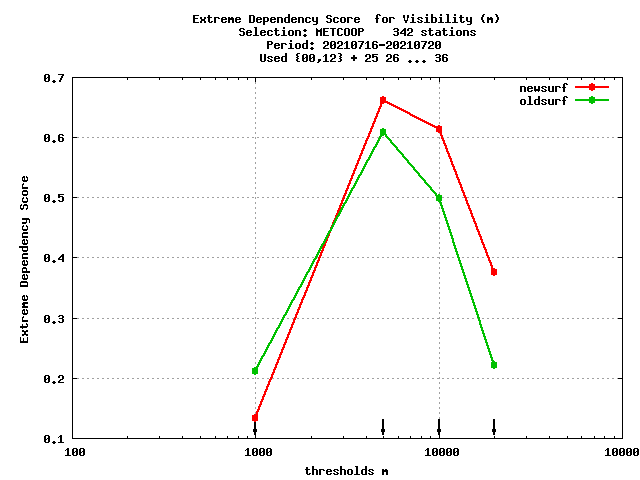 Extreme Dependency Score  for Visibility (m)
Selection: METCOOP    342 stations
Period: 20210716-20210720
Used {00,12} + 25 26 ... 36
newsurf
oldsurf
0.7
0.6
0.5
0.4
0.3
0.2
0.1
Extreme Dependency Score
100
1000
10000
10000
thresholds m